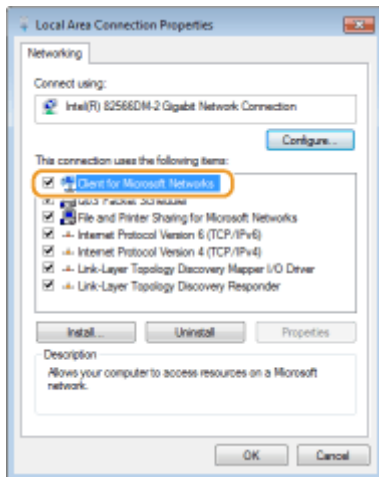 Local Area Connection Properties
Networking
Connect using:
Intel(R) 82566DM-2 Gigabit Network Connection
Configure...
This connection uses the following items:
Client for Microsoft Networks
QoS Packet Scheduler
File and Printer Sharing for Microsoft Networks
Internet Protocol Version 6 (TCP/IPv6)
Internet Protocol Version 4 (TCP/IPv4)
Link-Layer Topology Discovery Mapper I/O Driver
Link-Layer Topology Discovery Responder
Install...
Uninstall
Properties
Description
Allows your computer to access resources on a Microsoft
network.
OK
Cancel